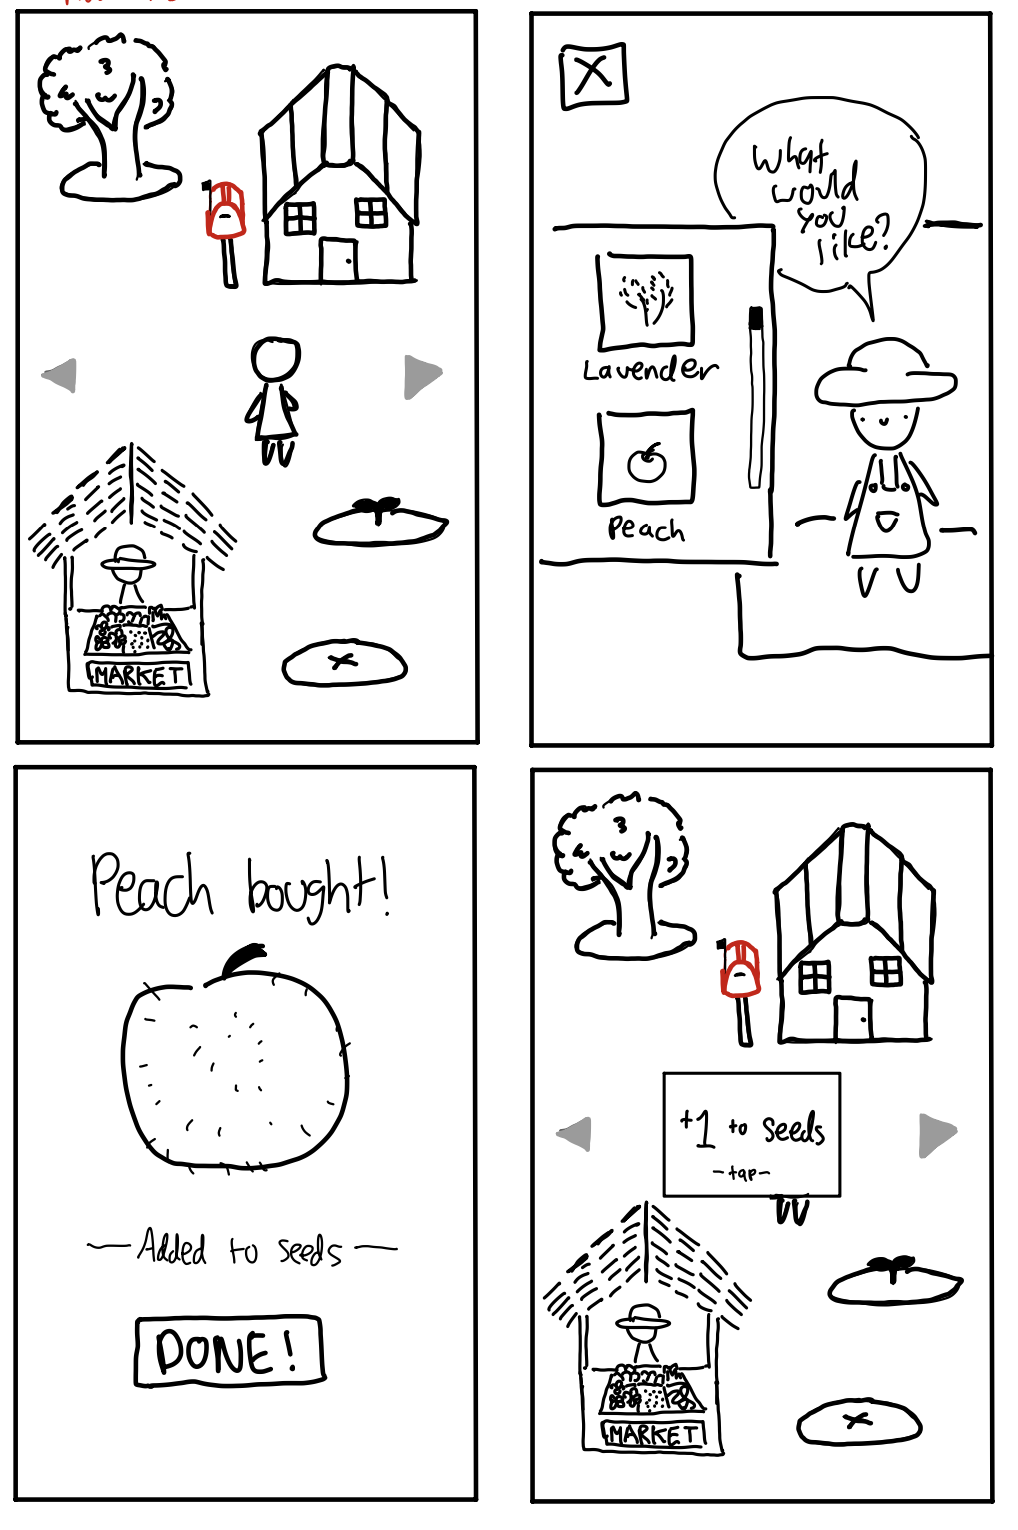 MARKET
What
would
you
like?
Lavender
Peach
Peach bought!
Added to seeds
DONE!
+1 to seeds
-tap-
MARKET